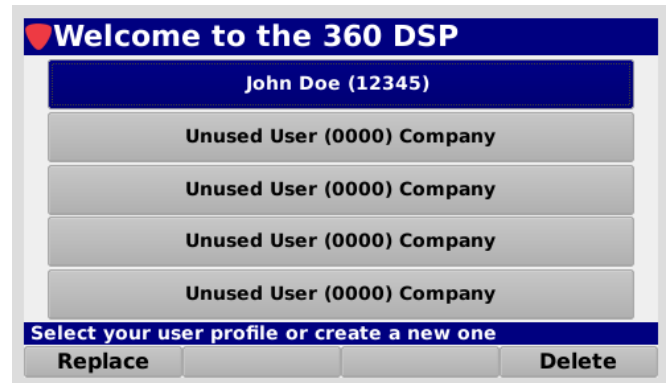 Welcome to the 360 DSP
John Doe (12345)
Unused User (0000) Company
Unused User (0000) Company
Unused User (0000) Company
Unused User (0000) Company
Select your user profile or create a new one
Replace Delete